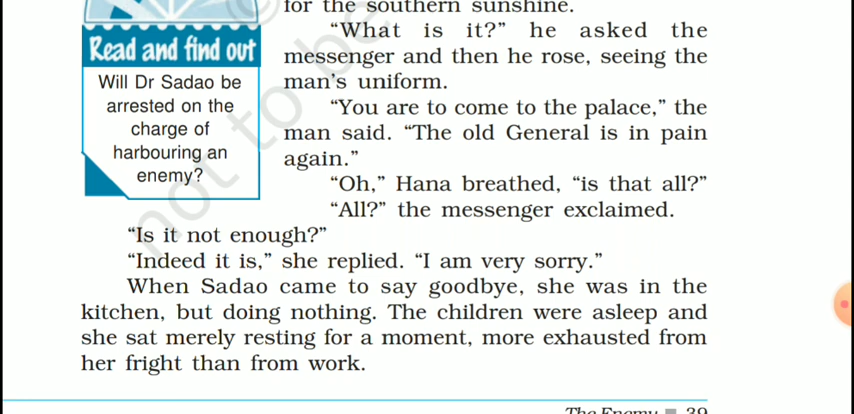 for the southern sunshine.
“What is it?” he asked the
messenger and then he rose, seeing the
man’s uniform.
“You are to come to the palace,” the
man said. “The old General is in pain
again.”
“Oh,” Hana breathed, “is that all?”
“All?” the messenger exclaimed.
“Is it not enough?”
“Indeed it is,” she replied. “I am very sorry.”
When Sadao came to say goodbye, she was in the
kitchen, but doing nothing. The children were asleep and
she sat merely resting for a moment, more exhausted from
her fright than from work.
Read and find out
Will Dr Sadao be
arrested on the
charge of
harbouring an
enemy?
not to be
The Enemy 39